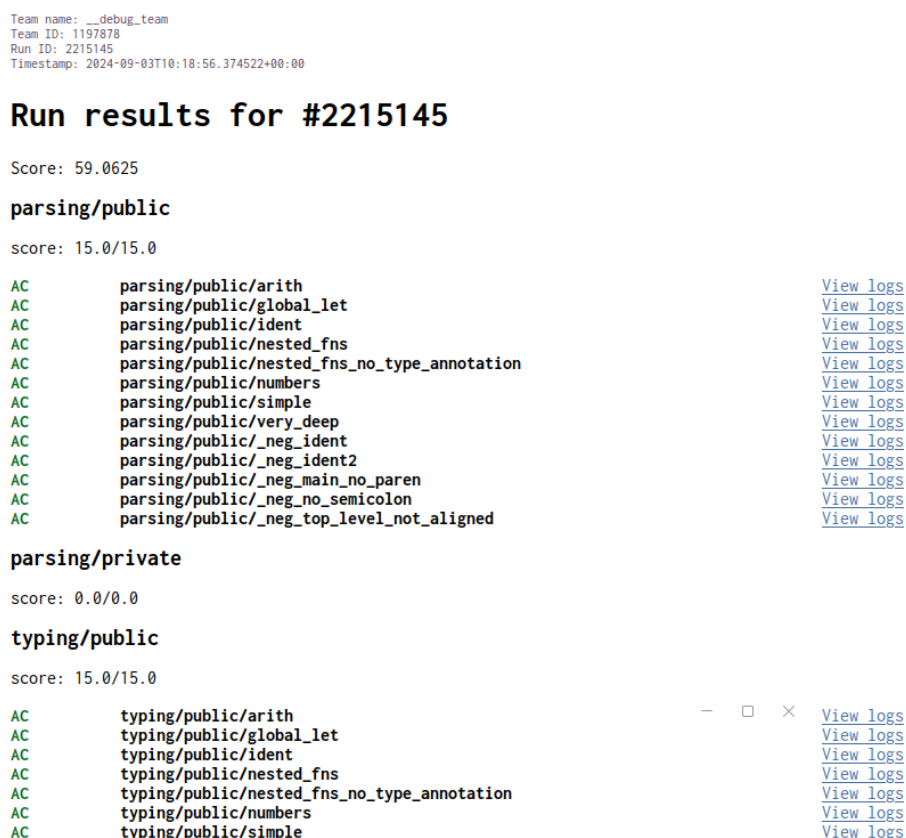 Team name: __debug_team
Team ID: 1197878
Run ID: 2215145
Timestamp: 2024-09-03T10:18:56.374522+00:00
Run results for #2215145
Score: 59.0625
parsing/public
score: 15.0/15.0
AC parsing/public/arith View logs
AC parsing/public/global_let View logs
AC parsing/public/ident View logs
AC parsing/public/nested_fns View logs
AC parsing/public/nested_fns_no_type_annotation View logs
AC parsing/public/numbers View logs
AC parsing/public/simple View logs
AC parsing/public/very_deep View logs
AC parsing/public/_neg_ident View logs
AC parsing/public/_neg_ident2 View logs
AC parsing/public/_neg_main_no_paren View logs
AC parsing/public/_neg_no_semicolon View logs
AC parsing/public/_neg_top_level_not_aligned View logs
parsing/private
score: 0.0/0.0
typing/public
score: 15.0/15.0
AC typing/public/arith View logs
AC typing/public/global_let View logs
AC typing/public/ident View logs
AC typing/public/nested_fns View logs
AC typing/public/nested_fns_no_type_annotation View logs
AC typing/public/numbers View logs
AC typing/public/simple View logs